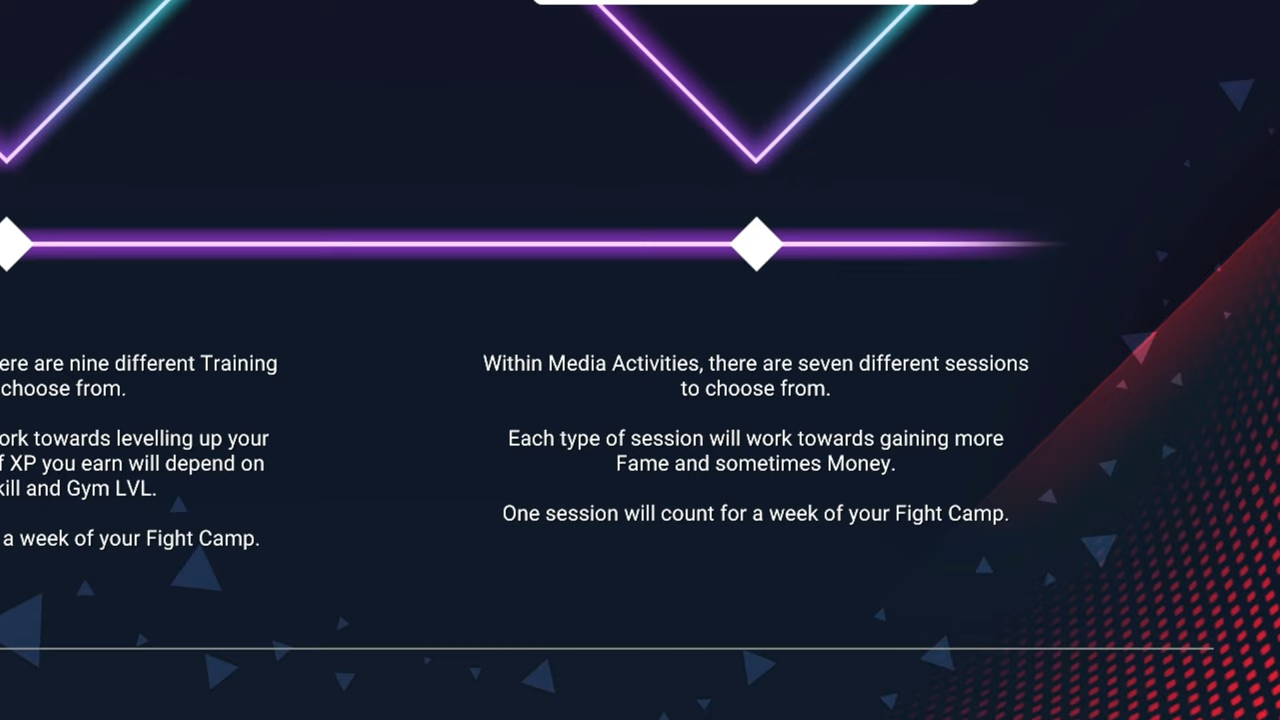 ere are nine different Training
choose from.
ork towards levelling up your
f XP you earn will depend on
kill and Gym LVL.
a week of your Fight Camp.
Within Media Activities, there are seven different sessions
to choose from.
Each type of session will work towards gaining more
Fame and sometimes Money.
One session will count for a week of your Fight Camp.